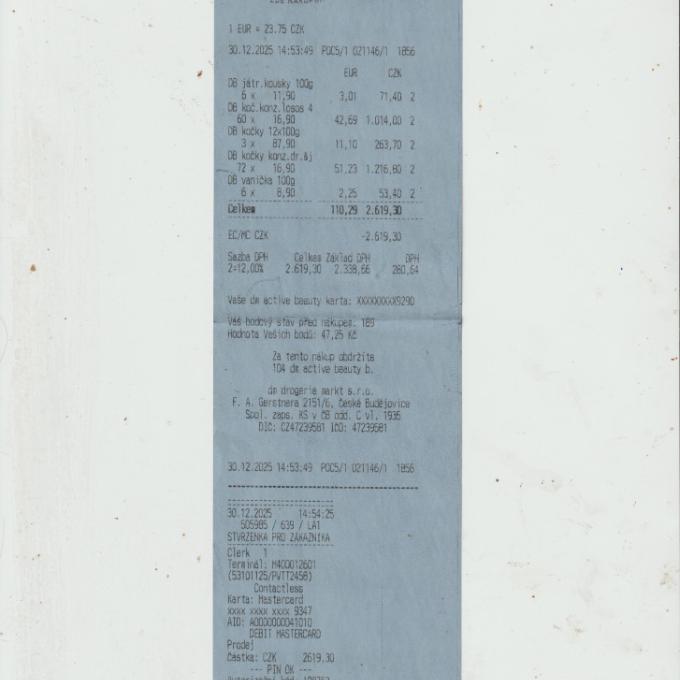 1 EUR = 23.75 CZK
30.12.2025 14:53:49 POC5/1 021146/1 1856
EUR CZK
DB játr.kousky 100g
6 x 11,90 3,01 71,40 2
DB koč.konz.losos 4
60 x 16,90 42,69 1.014,00 2
DB kočky 12x100g
3 x 87,90 11,10 263,70 2
DB kočky konz.dr.áj
72 x 16,90 51,23 1.216,80 2
DB vanička 100g
6 x 8,90 2,25 53,40 2
Celkem 110,29 2.619,30
EC/MC CZK -2.619,30
Sazba DPH Celkem Základ DPH DPH
2=12,00% 2.619,30 2.338,66 280,64
Vaše dm active beauty karta: XXXXXXXXX9290
Váš bodový stav před nákupem: 189
Hodnota Vašich bodů: 47,25 Kč
Za tento nákup obdržíte
104 dm active beauty b.
dm drogerie markt s.r.o.
F. A. Gerstnera 2151/6, České Budějovice
Spol. zaps. KS v ČB odd. C vl. 1935
DIČ: CZ47239581 IČO: 47239581
30.12.2025 14:53:49 POC5/1 021146/1 1856
30.12.2025 14:54:25
505985 / 639 / LA1
STVRZENKA PRO ZÁKAZNÍKA
Clerk 1
Terminál: M400012601
(53101125/PVTT2458)
Contactless
Karta: Mastercard
xxxx xxxx xxxx 9347
AID: A0000000041010
DEBIT MASTERCARD
Prodej
Částka: CZK 2619.30
--- PIN OK ---